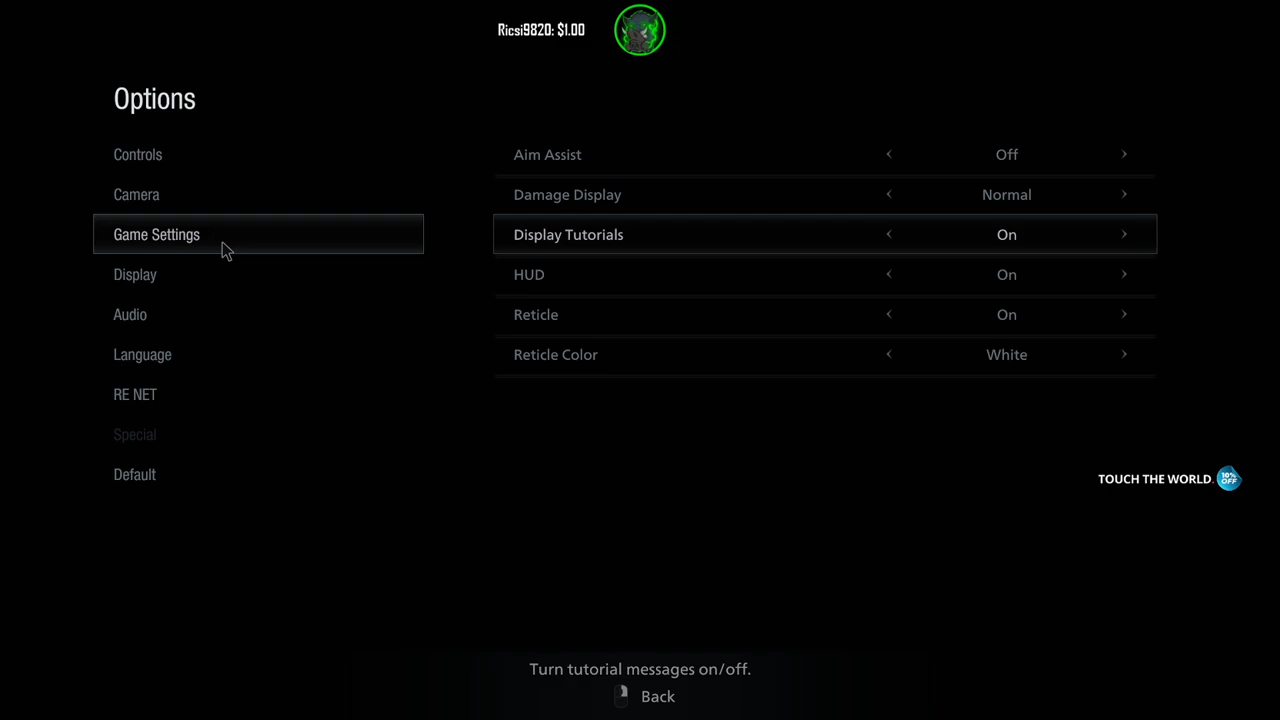 Ricsi9820: $1.00
Options
Controls
Camera
Game Settings
Display
Audio
Language
RE NET
Special
Default
Aim Assist Off
Damage Display Normal
Display Tutorials On
HUD On
Reticle On
Reticle Color White
TOUCH THE WORLD. 10% OFF
Turn tutorial messages on/off.
Back